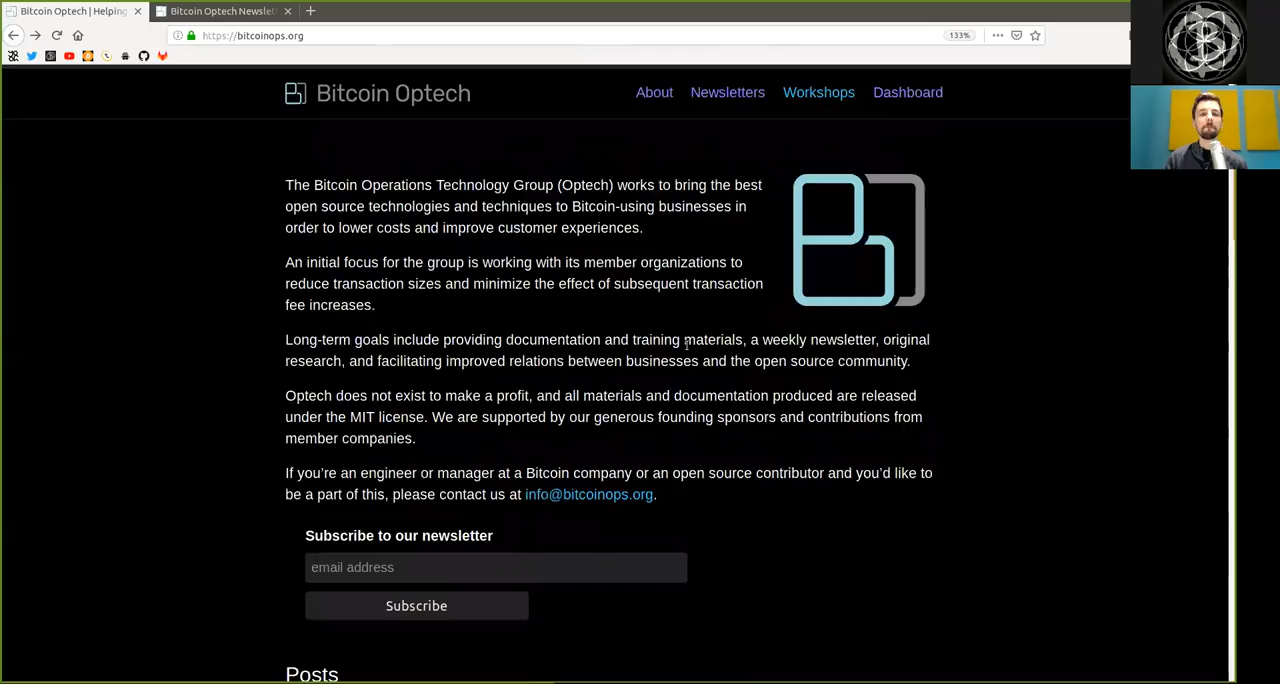 Bitcoin Optech | Helping
Bitcoin Optech Newslet
https://bitcoinops.org
133%
Bitcoin Optech
About
Newsletters
Workshops
Dashboard
The Bitcoin Operations Technology Group (Optech) works to bring the best
open source technologies and techniques to Bitcoin-using businesses in
order to lower costs and improve customer experiences.
An initial focus for the group is working with its member organizations to
reduce transaction sizes and minimize the effect of subsequent transaction
fee increases.
Long-term goals include providing documentation and training materials, a weekly newsletter, original
research, and facilitating improved relations between businesses and the open source community.
Optech does not exist to make a profit, and all materials and documentation produced are released
under the MIT license. We are supported by our generous founding sponsors and contributions from
member companies.
If you're an engineer or manager at a Bitcoin company or an open source contributor and you'd like to
be a part of this, please contact us at info@bitcoinops.org.
Subscribe to our newsletter
email address
Subscribe
Posts